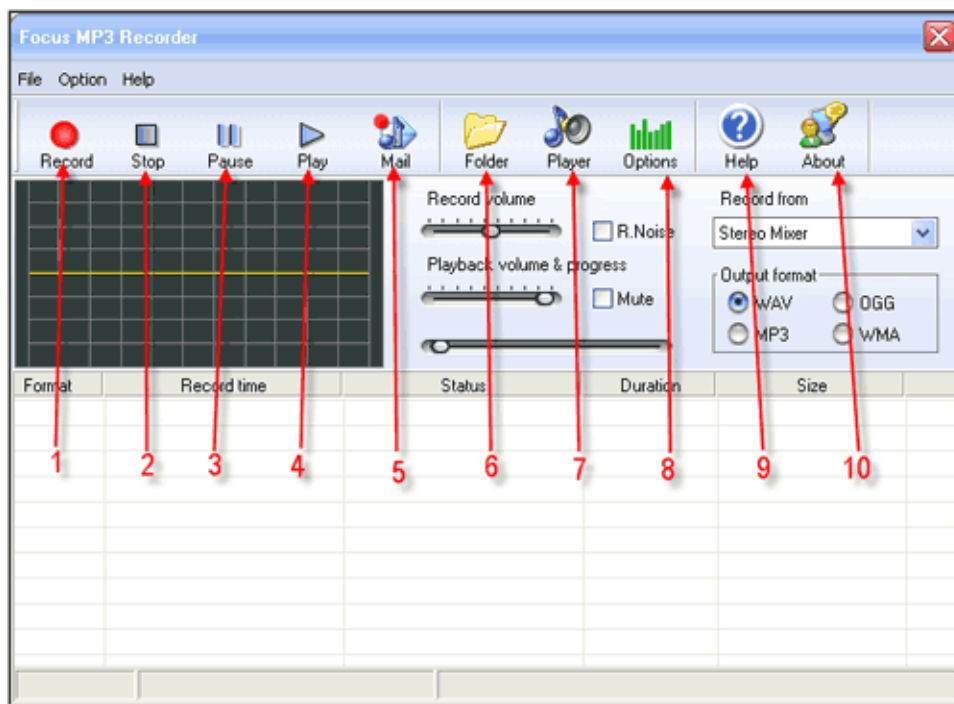 Focus MP3 Recorder
File Option Help
Record Stop Pause Play Mail Folder Player Options Help About
Record volume
R.Noise
Playback volume & progress
Mute
Record from
Stereo Mixer
Output format
WAV OGG
MP3 WMA
Format Record time Status Duration Size
1 2 3 4 5 6 7 8 9 10